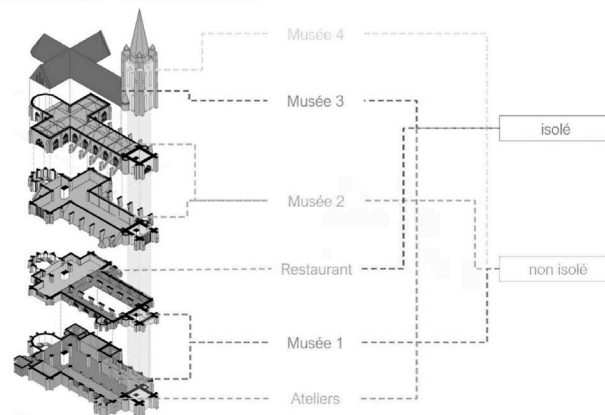 Musée 4
Musée 3
isolé
Musée 2
Restaurant
non isolé
Musée 1
Ateliers